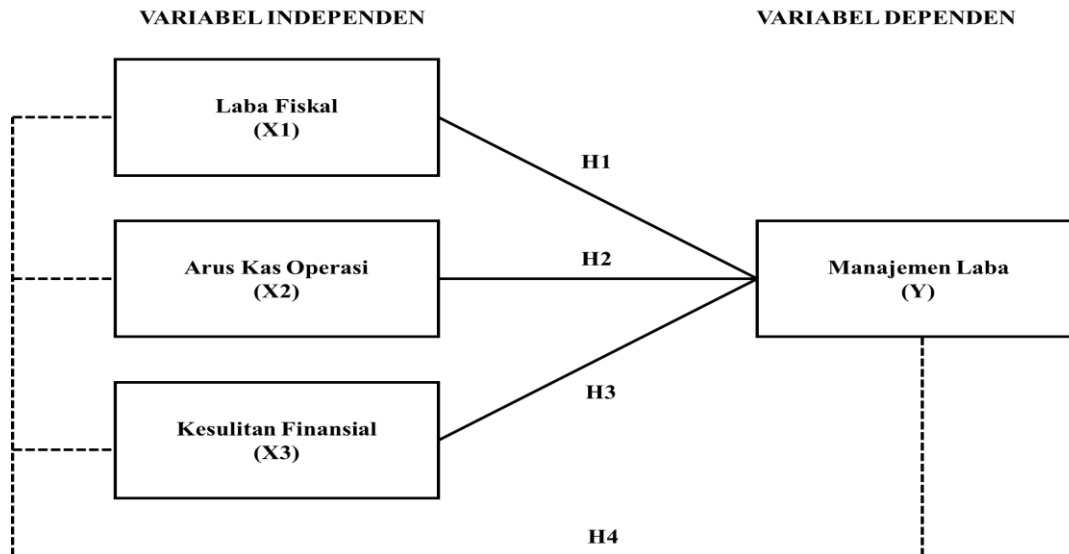 VARIABEL INDEPENDEN
VARIABEL DEPENDEN
Laba Fiskal
(X1)
H1
Arus Kas Operasi
(X2)
H2
Manajemen Laba
(Y)
Kesulitan Finansial
(X3)
H3
H4